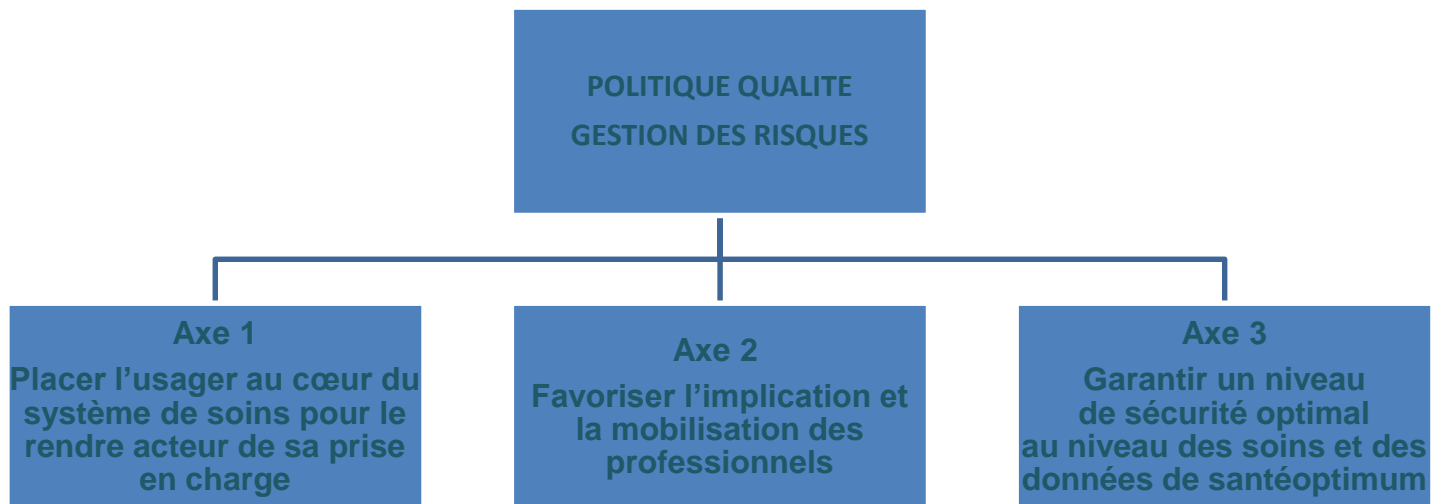 POLITIQUE QUALITE
GESTION DES RISQUES
Axe 1
Placer l’usager au cœur du
système de soins pour le
rendre acteur de sa prise
en charge
Axe 2
Favoriser l’implication et
la mobilisation des
professionnels
Axe 3
Garantir un niveau
de sécurité optimal
au niveau des soins et des
données de santéoptimum